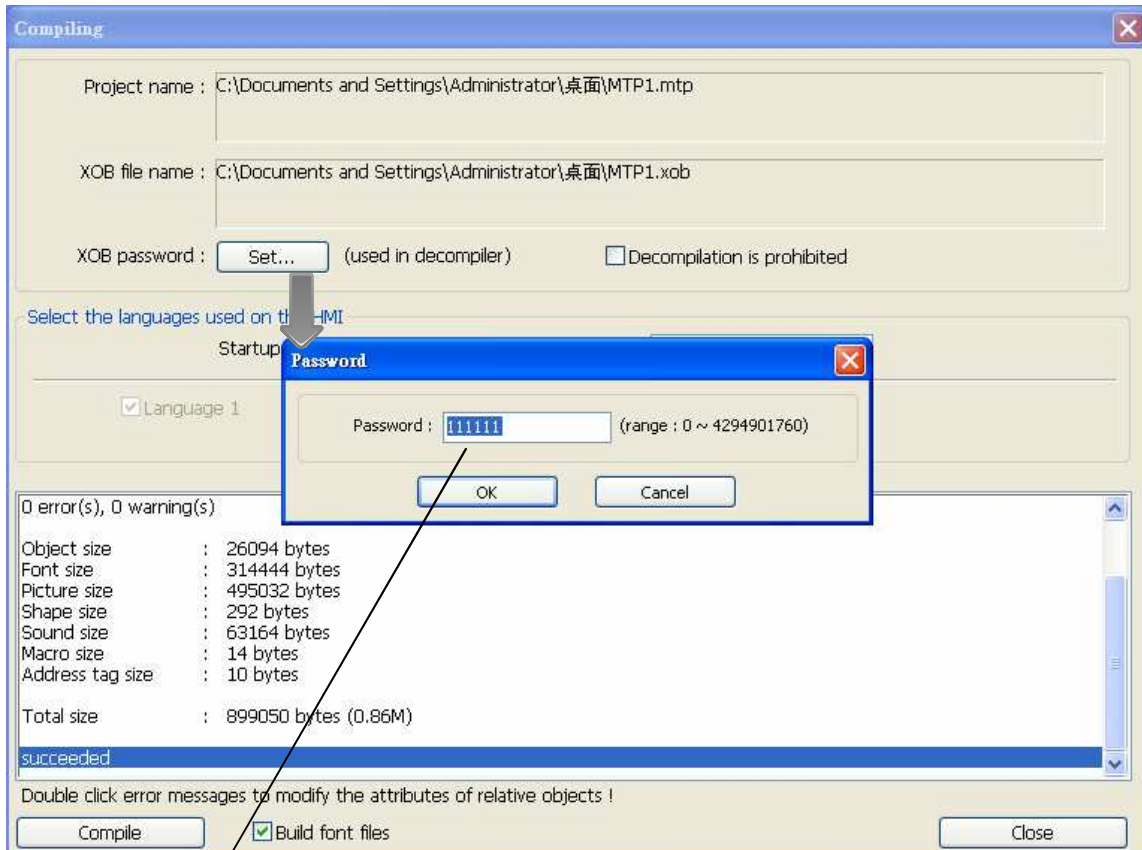 Compiling
Project name : C:\Documents and Settings\Administrator\桌面\MTP1.mtp
XOB file name : C:\Documents and Settings\Administrator\桌面\MTP1.xob
XOB password : Set... (used in decompiler) Decompilation is prohibited
Select the languages used on the HMI
Startup
Password
Language 1
Password : 111111 (range : 0 ~ 4294901760)
OK Cancel
0 error(s), 0 warning(s)
Object size : 26094 bytes
Font size : 314444 bytes
Picture size : 495032 bytes
Shape size : 292 bytes
Sound size : 63164 bytes
Macro size : 14 bytes
Address tag size : 10 bytes
Total size : 899050 bytes (0.86M)
succeeded
Double click error messages to modify the attributes of relative objects !
Compile Build font files Close